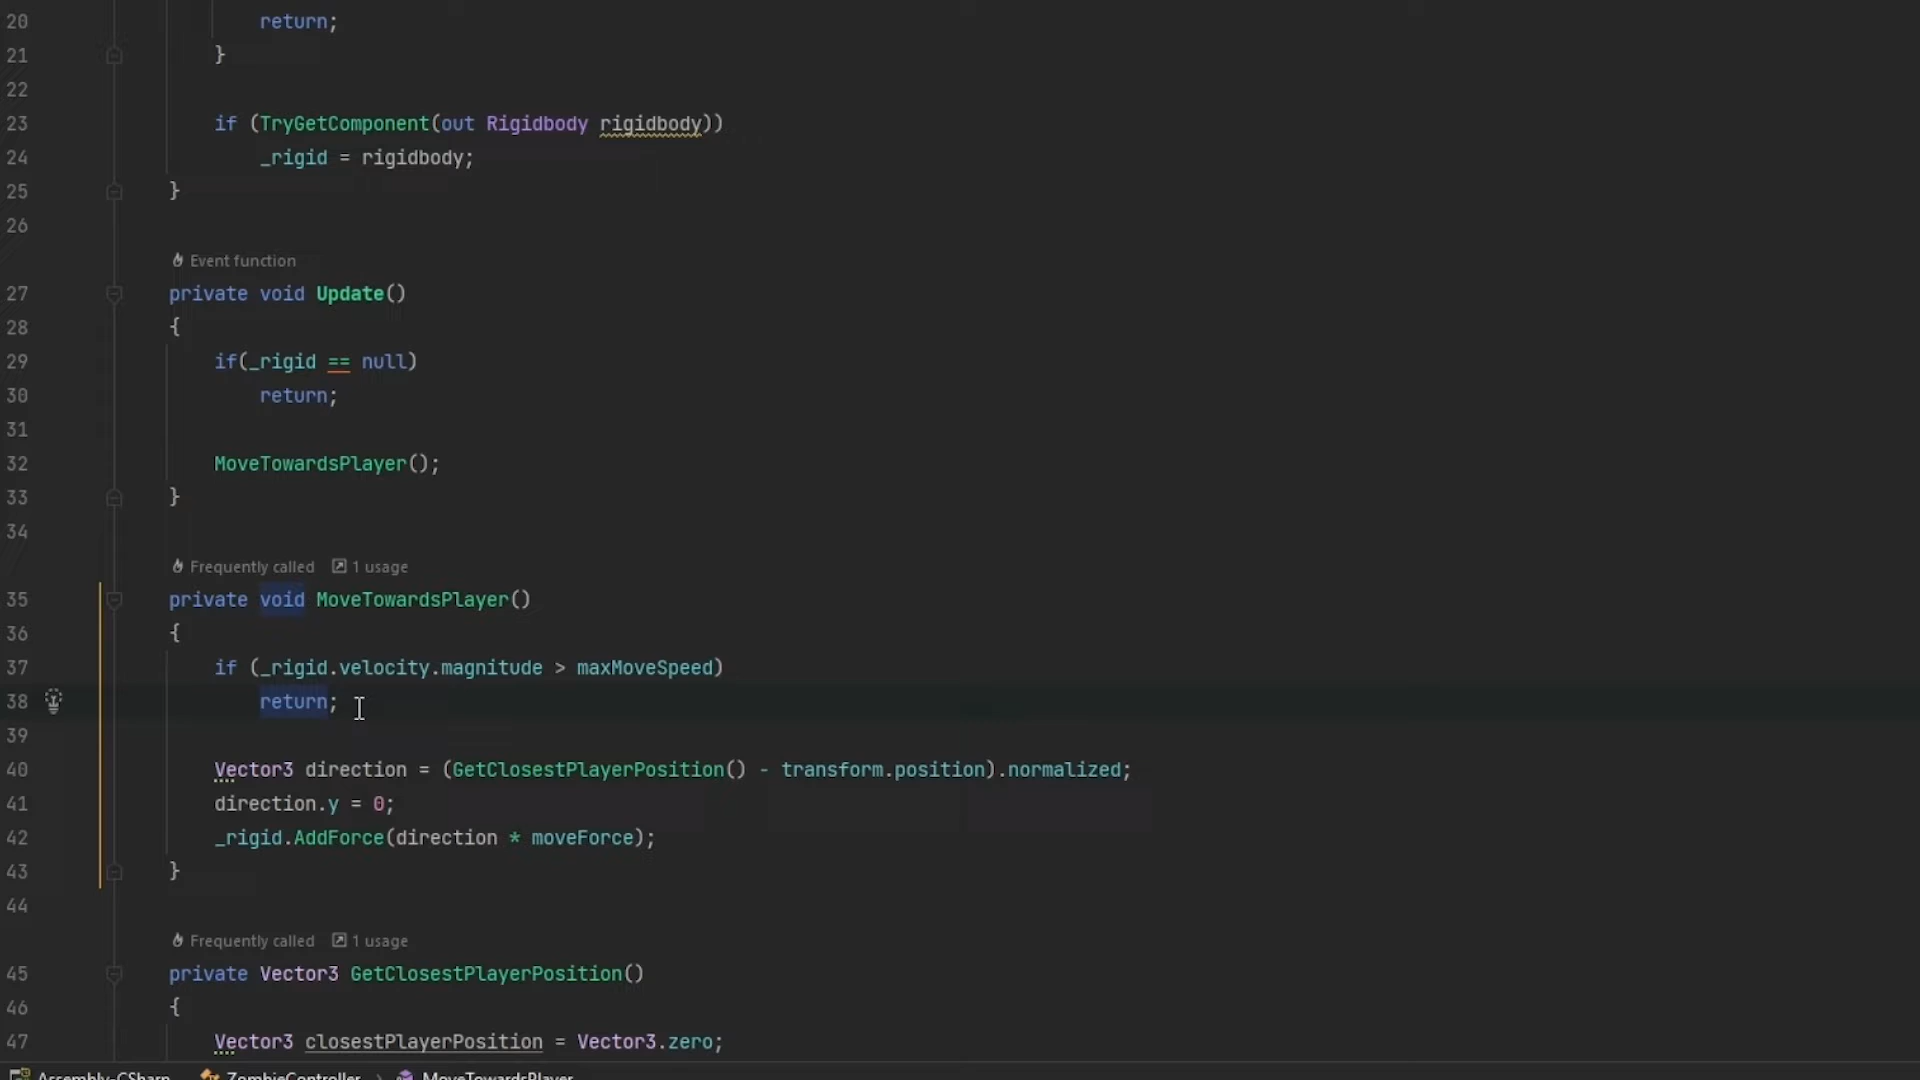 20 return;
21 }
22
23 if (TryGetComponent(out Rigidbody rigidbody))
24 _rigid = rigidbody;
25 }
26
Event function
27 private void Update()
28 {
29 if(_rigid == null)
30 return;
31
32 MoveTowardsPlayer();
33 }
34
Frequently called 1 usage
35 private void MoveTowardsPlayer()
36 {
37 if (_rigid.velocity.magnitude > maxMoveSpeed)
38 return;
39
40 Vector3 direction = (GetClosestPlayerPosition() - transform.position).normalized;
41 direction.y = 0;
42 _rigid.AddForce(direction * moveForce);
43 }
44
Frequently called 1 usage
45 private Vector3 GetClosestPlayerPosition()
46 {
47 Vector3 closestPlayerPosition = Vector3.zero;
Assembly-CSharp ZombieController > MoveTowardsPlayer